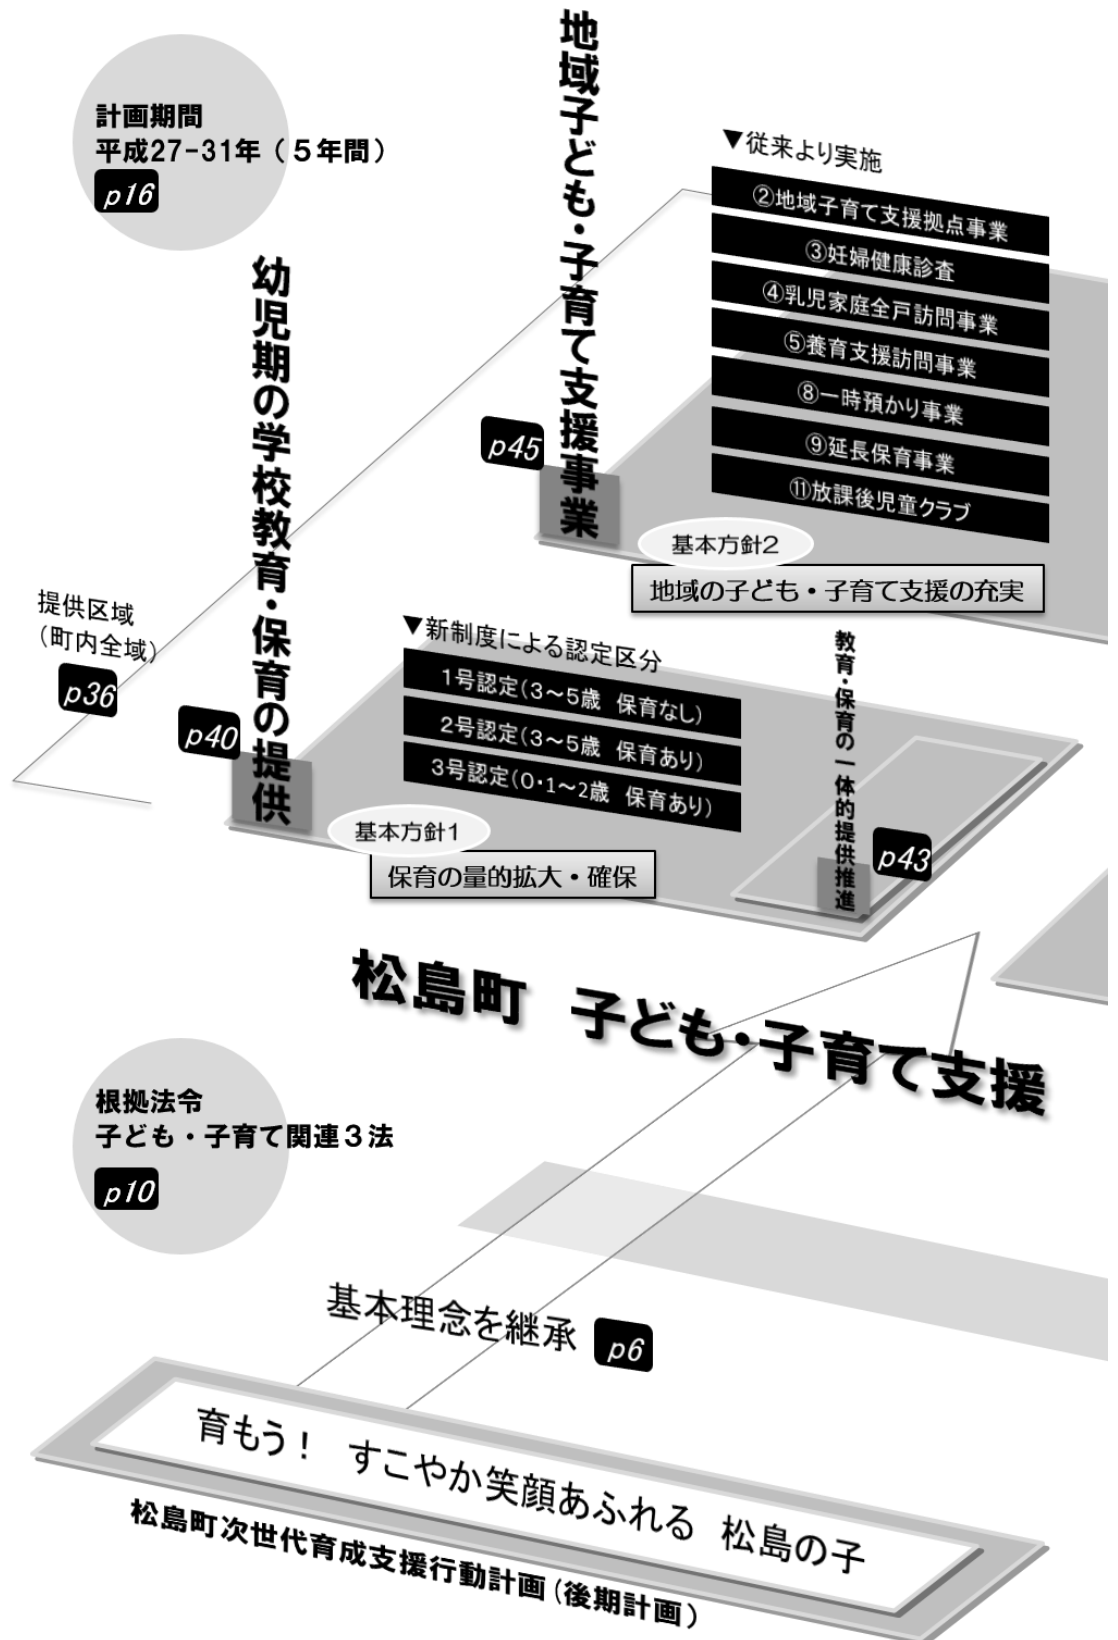 計画期間
平成27-31年（５年間）
p16
地域子ども・子育て支援事業
p45
▼従来より実施
②地域子育て支援拠点事業
③妊婦健康診査
④乳児家庭全戸訪問事業
⑤養育支援訪問事業
⑧一時預かり事業
⑨延長保育事業
⑪放課後児童クラブ
基本方針2
地域の子ども・子育て支援の充実
幼児期の学校教育・保育の提供
p40
提供区域
（町内全域）
p36
▼新制度による認定区分
1号認定（3～5歳　保育なし）
2号認定（3～5歳　保育あり）
3号認定（0・1～2歳　保育あり）
基本方針1
保育の量的拡大・確保
教育・保育の一体的提供推進
p43
松島町　子ども・子育て支援
根拠法令
子ども・子育て関連３法
p10
基本理念を継承
p6
育もう！　すこやか笑顔あふれる　松島の子
松島町次世代育成支援行動計画（後期計画）